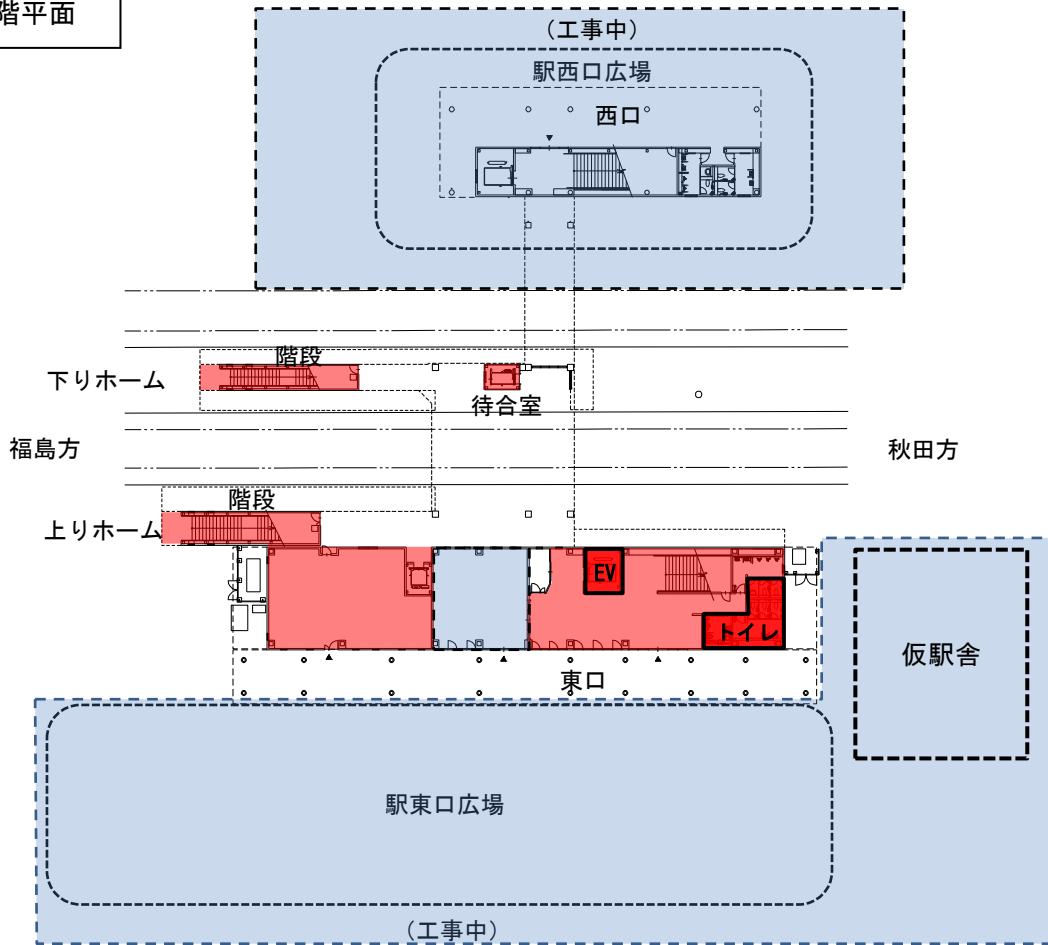 階平面
（工事中）
駅西口広場
西口
階段
下りホーム
待合室
福島方
秋田方
階段
上りホーム
EV
トイレ
仮駅舎
東口
駅東口広場
（工事中）